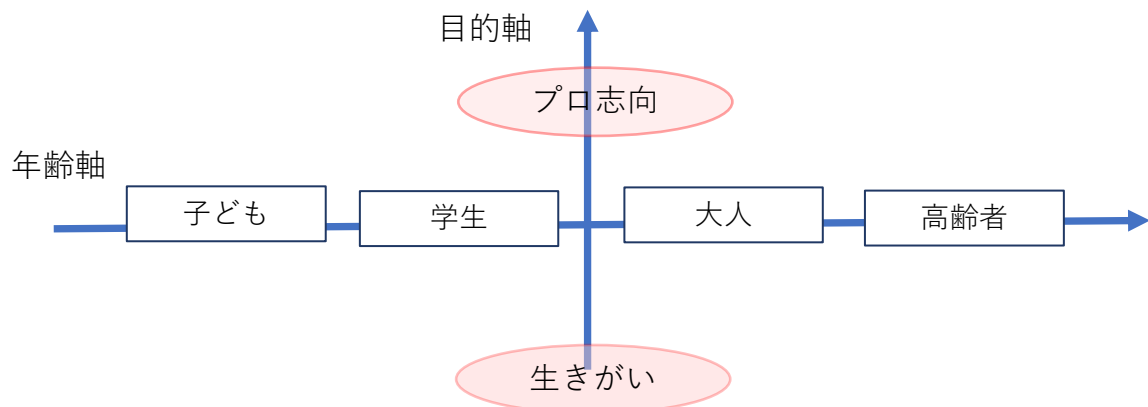 目的軸
プロ志向
年齢軸
子ども
学生
大人
高齢者
生きがい